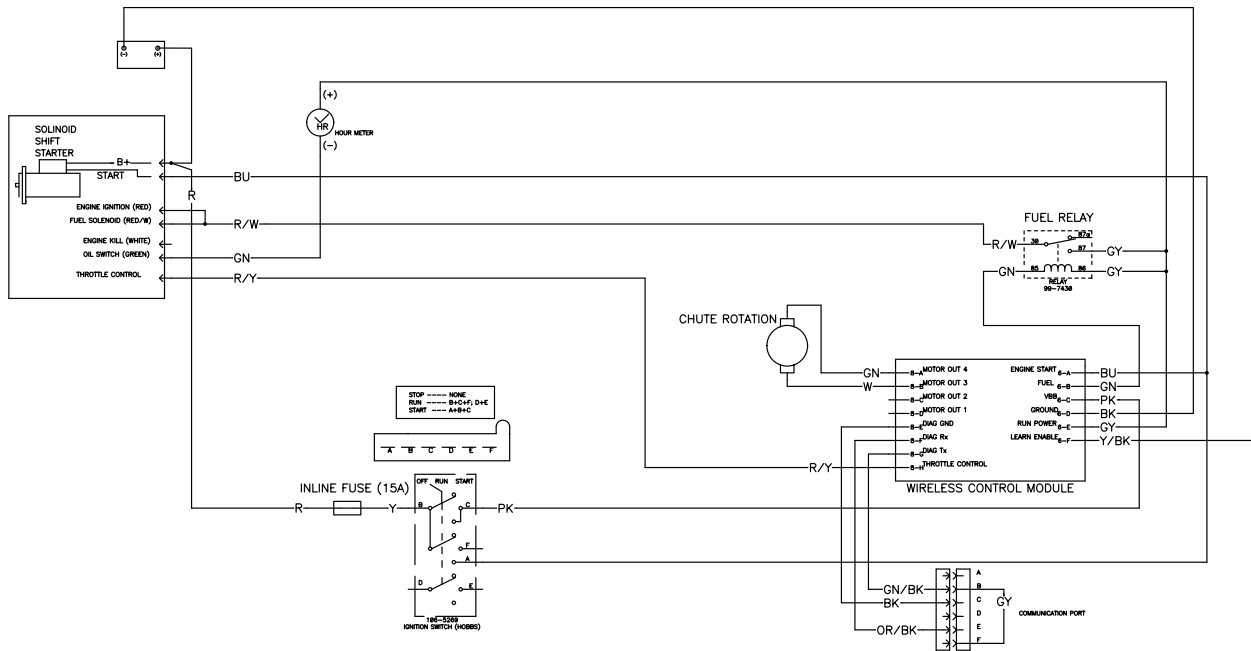 (-) (+)
SOLINOID
SHIFT
STARTER
B+
START
ENGINE IGNITION (RED)
FUEL SOLENOID (RED/W)
ENGINE KILL (WHITE)
OIL SWITCH (GREEN)
THROTTLE CONTROL
R
BU
R/W
GN
R/Y
(+)
HR
HOUR METER
(-)
FUEL RELAY
R/W
30
87a
87
GY
GN
85
86
GY
RELAY
99-7430
CHUTE ROTATION
GN
W
8-A MOTOR OUT 4
8-B MOTOR OUT 3
8-C MOTOR OUT 2
8-D MOTOR OUT 1
8-E DIAG GND
8-F DIAG Rx
8-G DIAG Tx
8-H THROTTLE CONTROL
R/Y
ENGINE START 6-A BU
FUEL 6-B GN
VBB 6-C PK
GROUND 6-D BK
RUN POWER 6-E GY
LEARN ENABLE 6-F Y/BK
WIRELESS CONTROL MODULE
STOP ----- NONE
RUN ---- B+C+F; D+E
START ---- A+B+C
A B C D E F
INLINE FUSE (15A)
R
Y
OFF RUN START
B
C
PK
F
A
D
E
106-5269
IGNITION SWITCH (HOBBS)
GN/BK
BK
OR/BK
A
B
C
D
E
F
GY
COMMUNICATION PORT